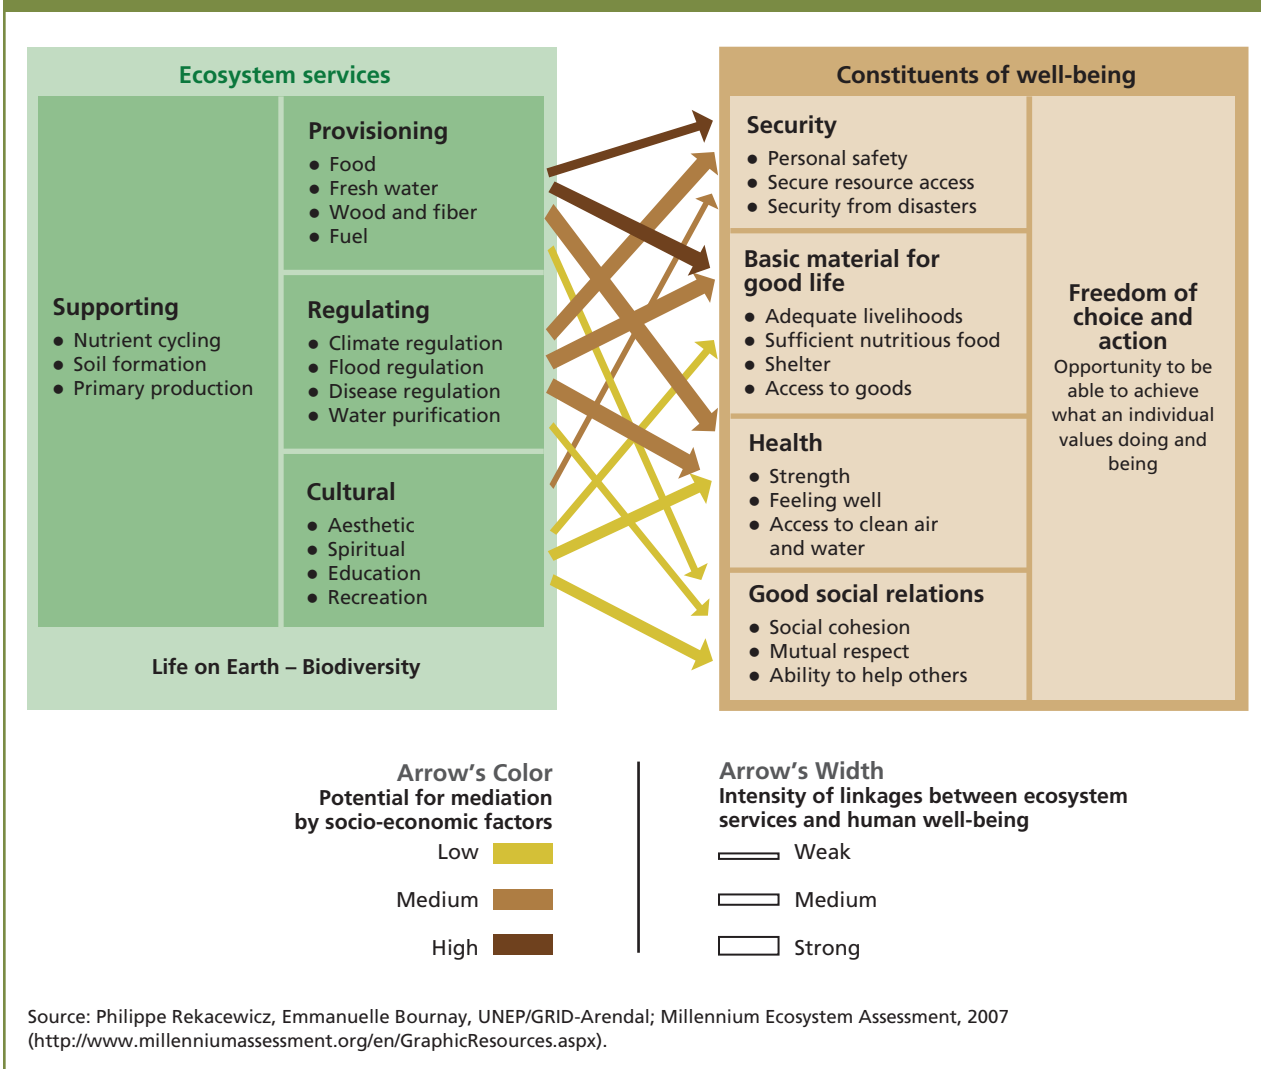 Ecosystem services
Supporting
● Nutrient cycling
● Soil formation
● Primary production
Provisioning
● Food
● Fresh water
● Wood and fiber
● Fuel
Regulating
● Climate regulation
● Flood regulation
● Disease regulation
● Water purification
Cultural
● Aesthetic
● Spiritual
● Education
● Recreation
Life on Earth – Biodiversity
Constituents of well-being
Security
● Personal safety
● Secure resource access
● Security from disasters
Basic material for
good life
● Adequate livelihoods
● Sufficient nutritious food
● Shelter
● Access to goods
Health
● Strength
● Feeling well
● Access to clean air
and water
Good social relations
● Social cohesion
● Mutual respect
● Ability to help others
Freedom of
choice and
action
Opportunity to be
able to achieve
what an individual
values doing and
being
Arrow's Color
Potential for mediation
by socio-economic factors
Low
Medium
High
Arrow's Width
Intensity of linkages between ecosystem
services and human well-being
Weak
Medium
Strong
Source: Philippe Rekacewicz, Emmanuelle Bournay, UNEP/GRID-Arendal; Millennium Ecosystem Assessment, 2007
(http://www.millenniumassessment.org/en/GraphicResources.aspx).